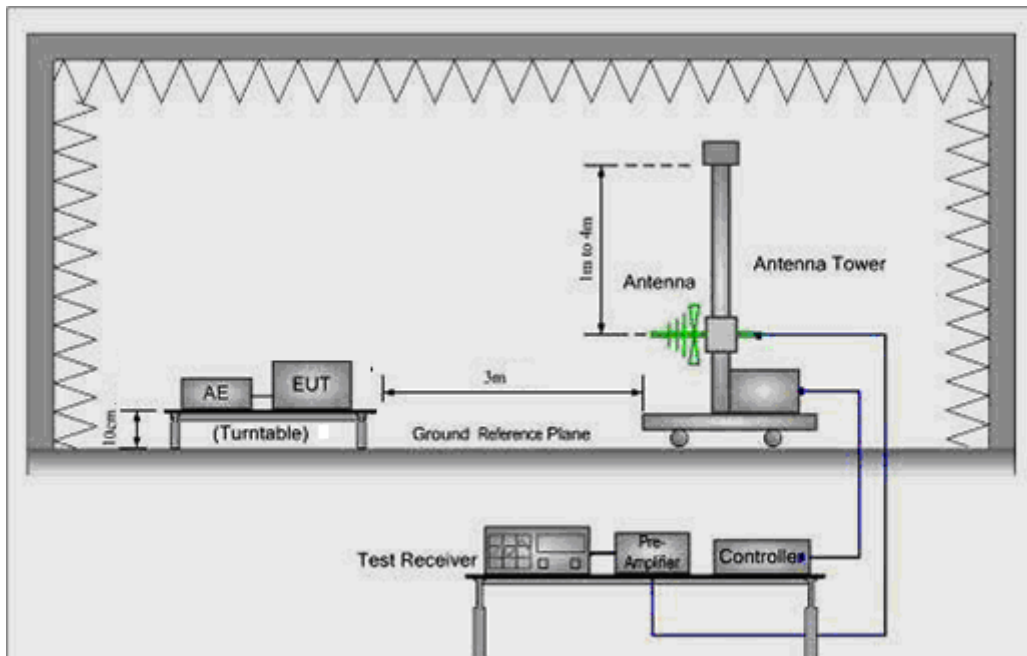 1m to 4m
Antenna Tower
Antenna
3m
AE
EUT
10cm
(Turntable)
Ground Reference Plane
Test Receiver
Pre-
Amplifier
Controller